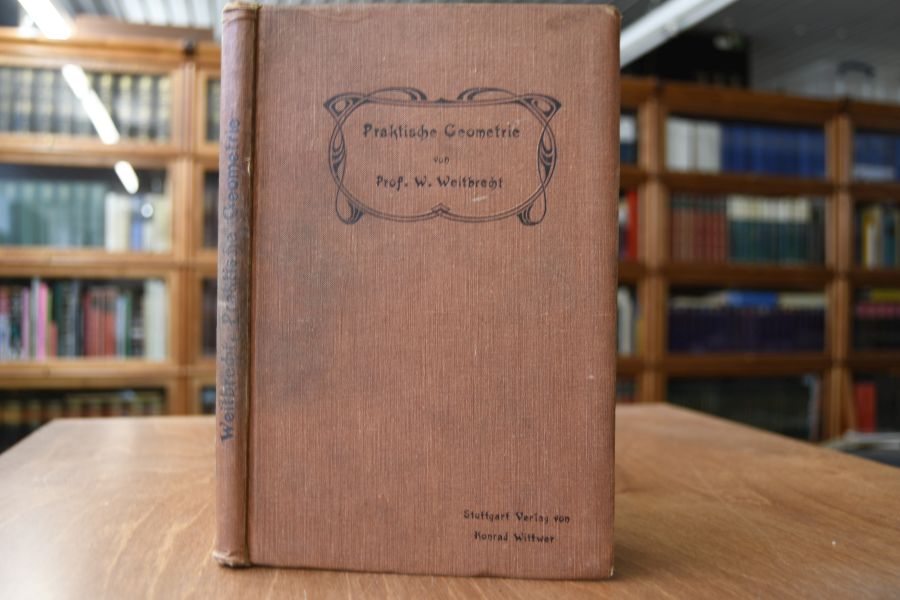 Praktische Geometrie
von
Prof. W. Weitbrecht
Stuttgart Verlag von
Konrad Wittwer
Weitbrecht, Praktische Geometrie